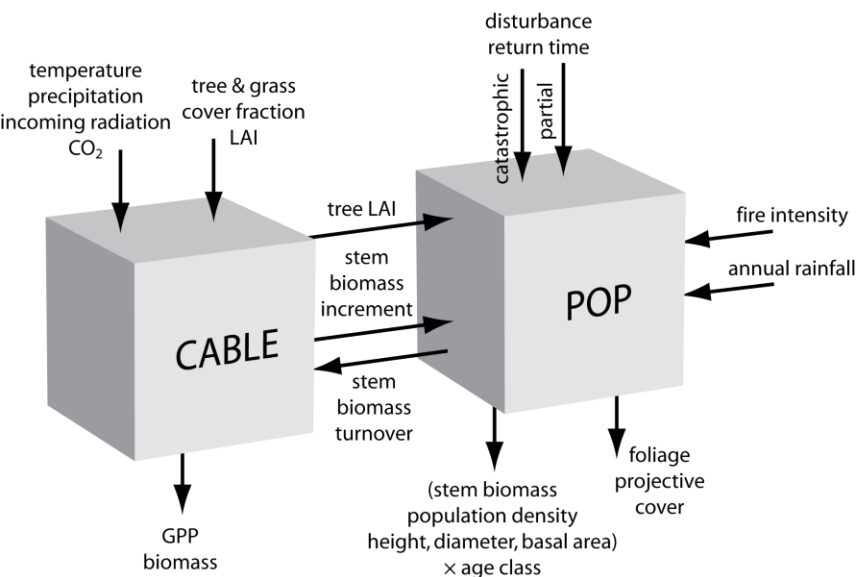 disturbance
return time
catastrophic
partial
temperature
precipitation
incoming radiation
CO₂
tree & grass
cover fraction
LAI
tree LAI
stem
biomass
increment
stem
biomass
turnover
fire intensity
annual rainfall
CABLE
POP
GPP
biomass
(stem biomass
population density
height, diameter, basal area)
× age class
foliage
projective
cover